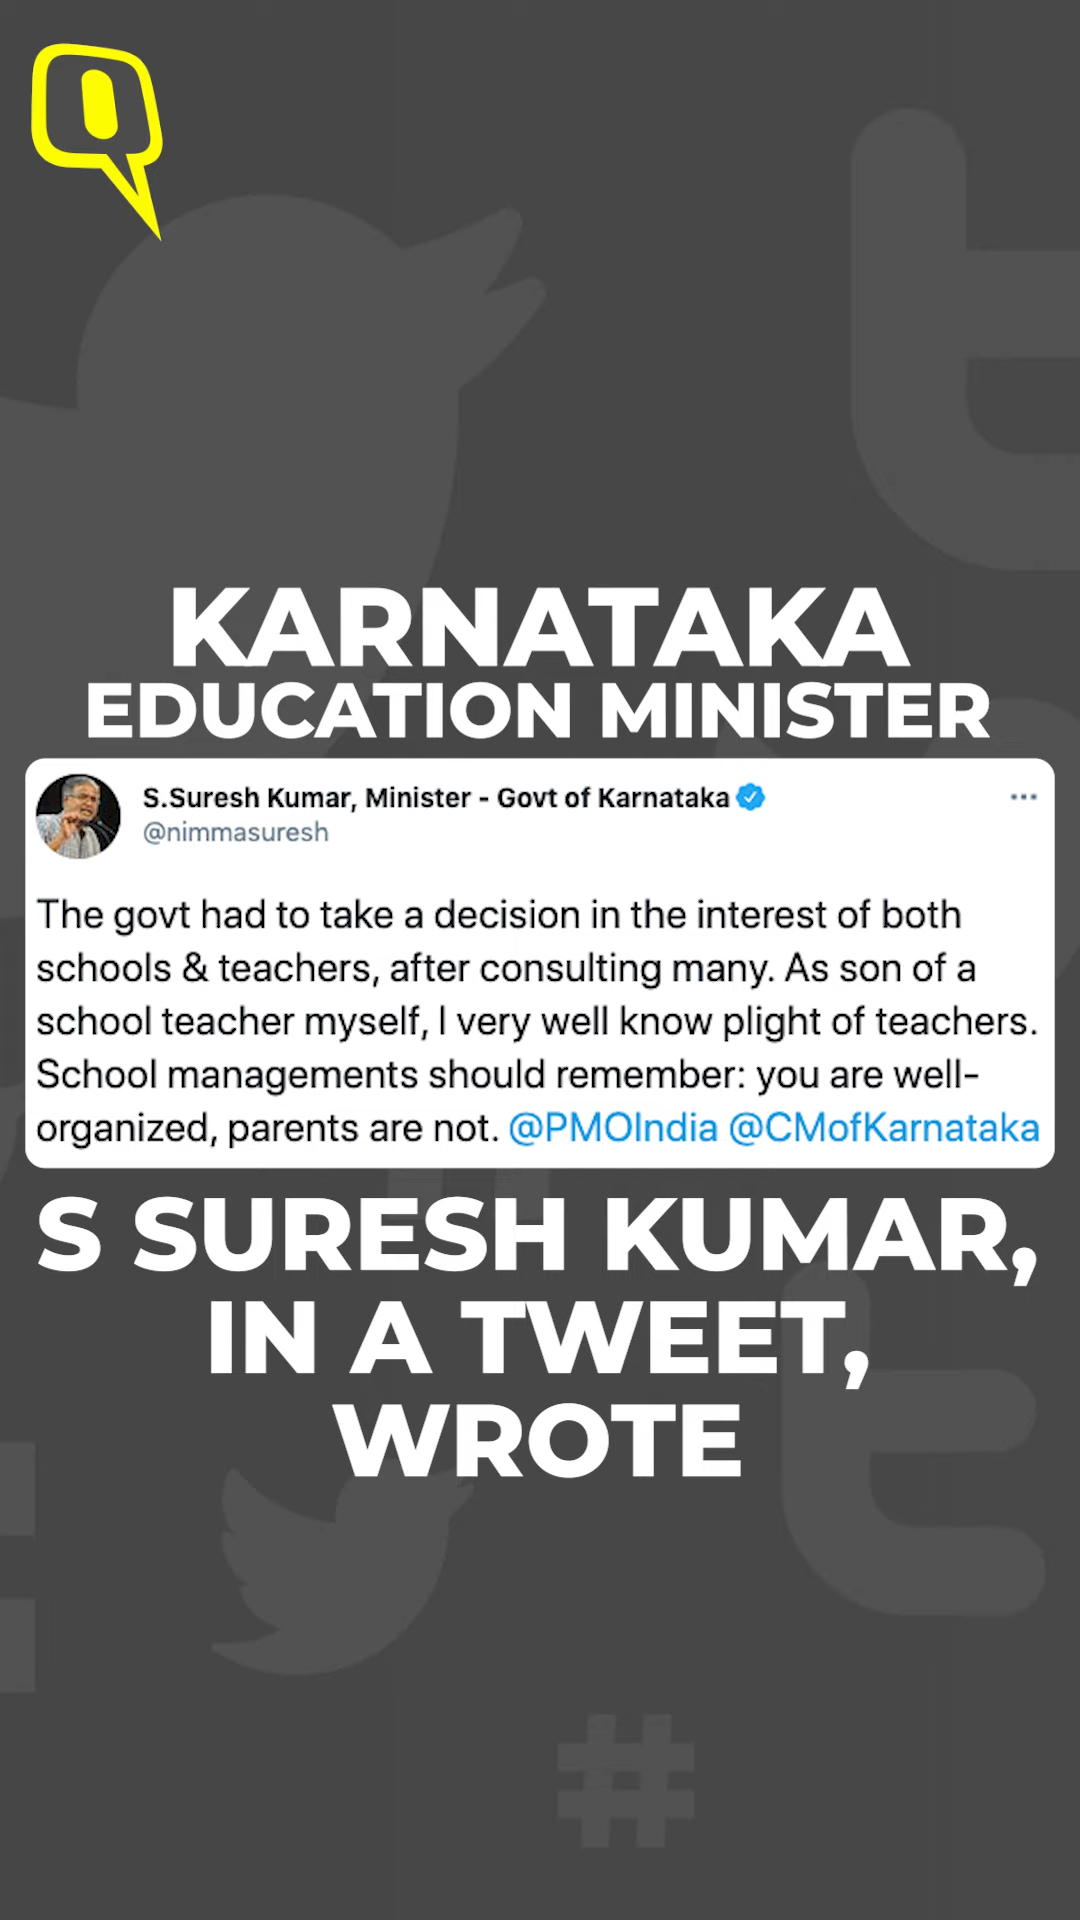 KARNATAKA
EDUCATION MINISTER
S.Suresh Kumar, Minister - Govt of Karnataka
@nimmasuresh
The govt had to take a decision in the interest of both
schools & teachers, after consulting many. As son of a
school teacher myself, I very well know plight of teachers.
School managements should remember: you are well-
organized, parents are not. @PMOIndia @CMofKarnataka
S SURESH KUMAR,
IN A TWEET,
WROTE